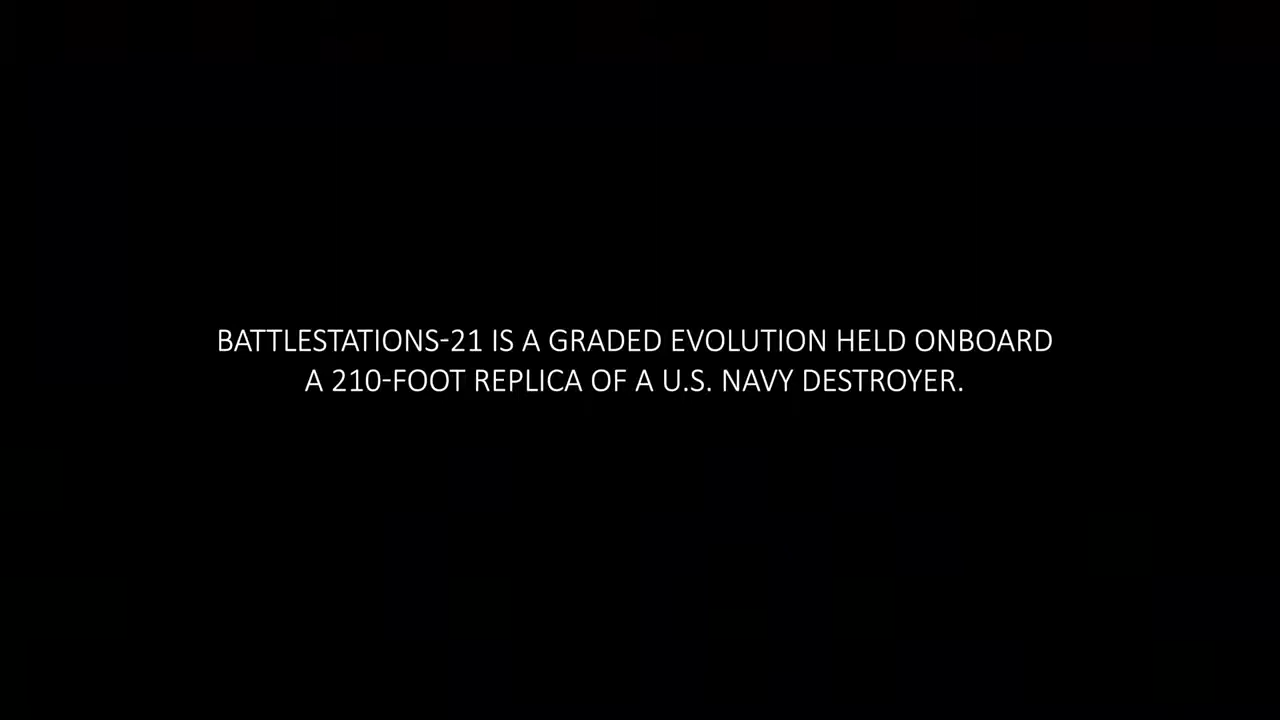 BATTLESTATIONS-21 IS A GRADED EVOLUTION HELD ONBOARD
A 210-FOOT REPLICA OF A U.S. NAVY DESTROYER.